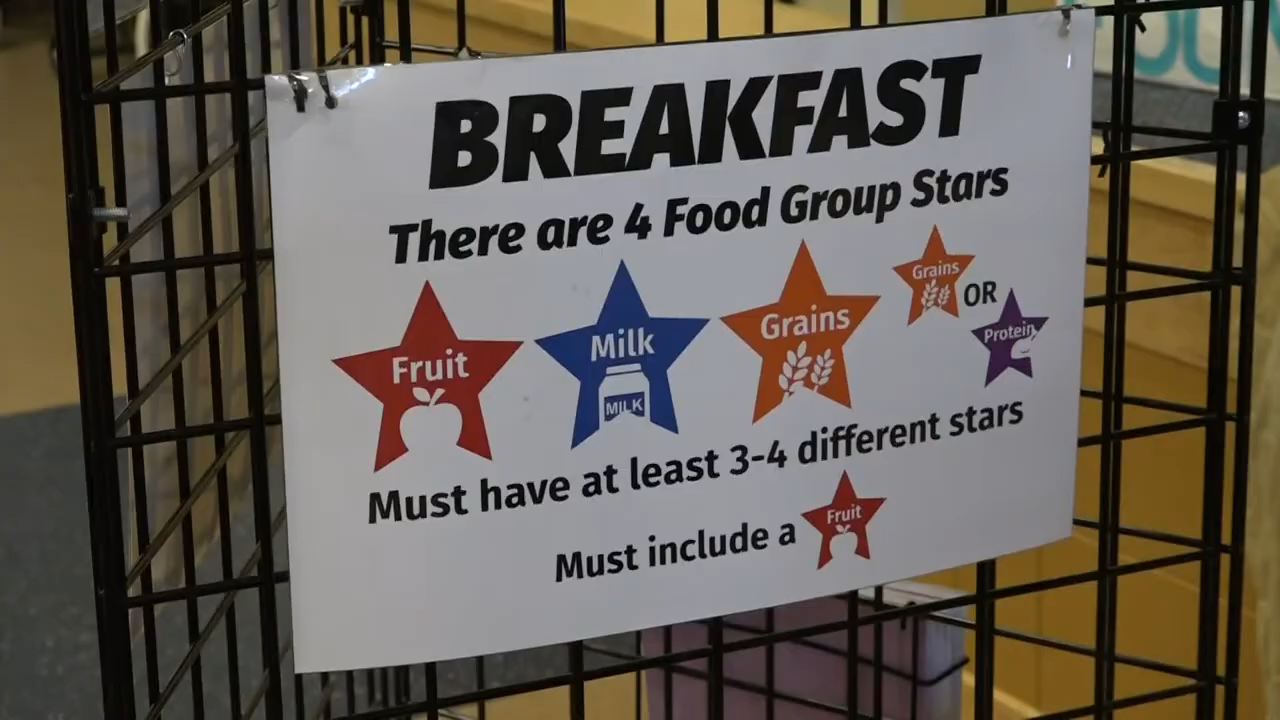 BREAKFAST
There are 4 Food Group Stars
Fruit
Milk
MILK
Grains
Grains
OR
Protein
Must have at least 3-4 different stars
Must include a
Fruit